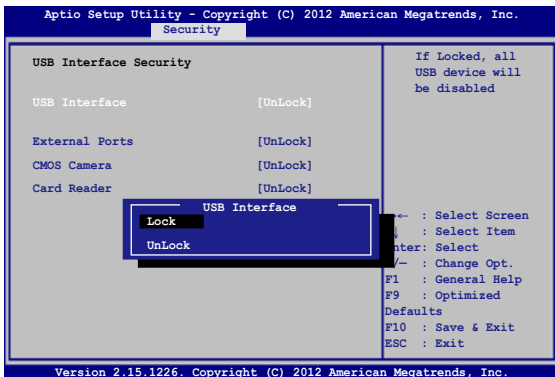 Aptio Setup Utility - Copyright (C) 2012 American Megatrends, Inc.
Security
USB Interface Security
USB Interface [UnLock]
External Ports [UnLock]
CMOS Camera [UnLock]
Card Reader [UnLock]
USB Interface
Lock
UnLock
If Locked, all
USB device will
be disabled
→← : Select Screen
: Select Item
nter: Select
/— : Change Opt.
F1 : General Help
F9 : Optimized
Defaults
F10 : Save & Exit
ESC : Exit
Version 2.15.1226. Copyright (C) 2012 American Megatrends, Inc.